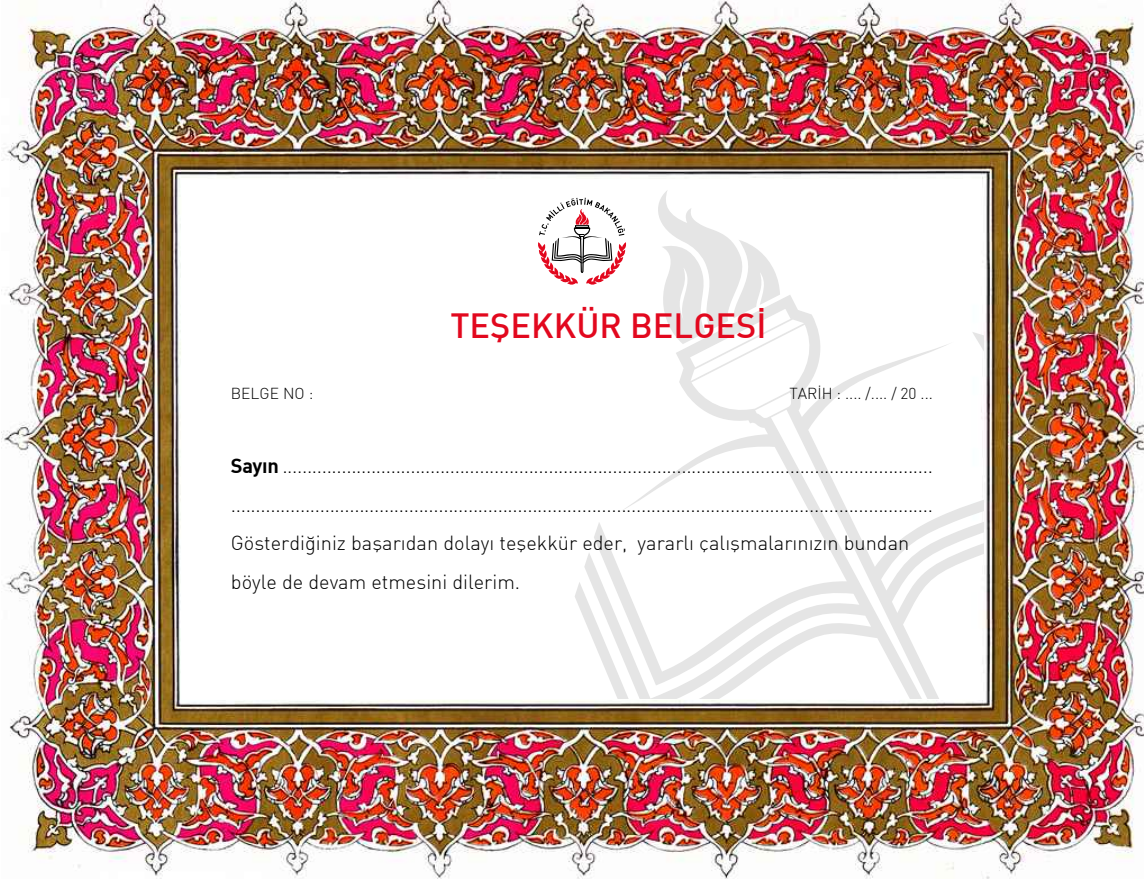 T.C. MİLLİ EĞİTİM BAKANLIĞI
TEŞEKKÜR BELGESİ
BELGE NO :
TARİH : .... /.... / 20 ...
Sayın ....................................................................................................................................
..............................................................................................................................................
Gösterdiğiniz başarıdan dolayı teşekkür eder,  yararlı çalışmalarınızın bundan
böyle de devam etmesini dilerim.